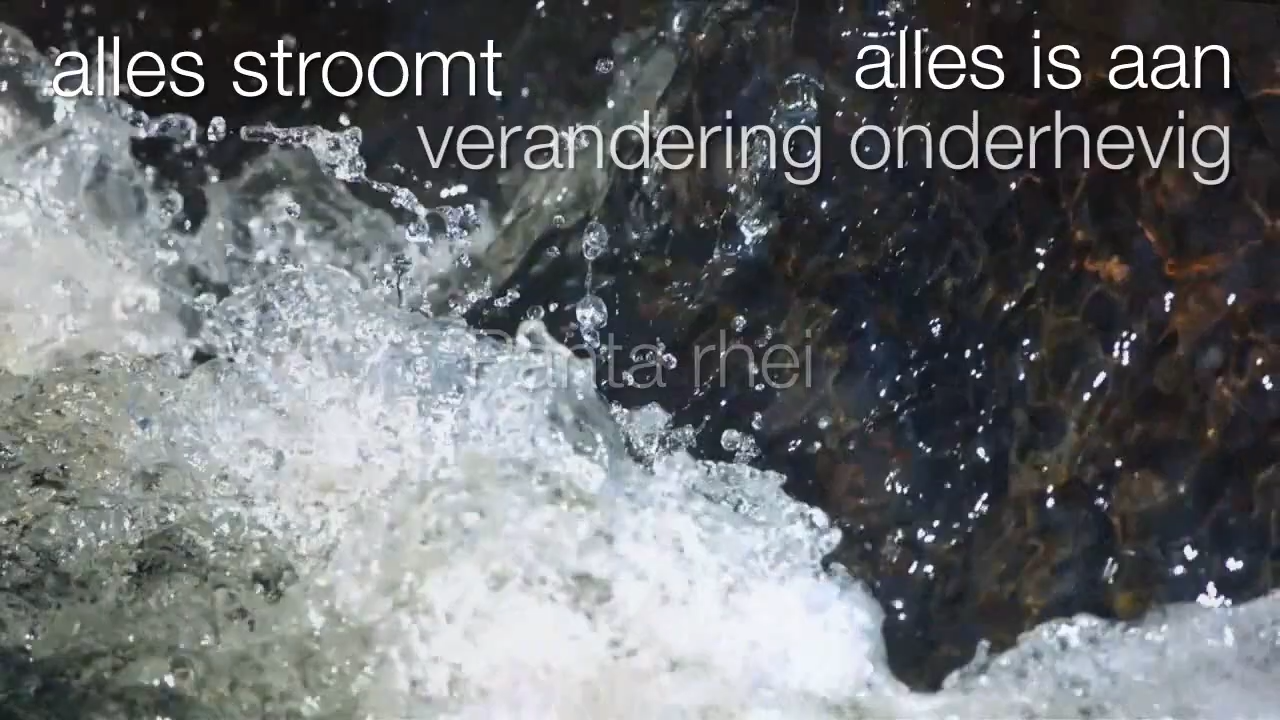 alles stroomt
alles is aan
verandering onderhevig
Panta rhei